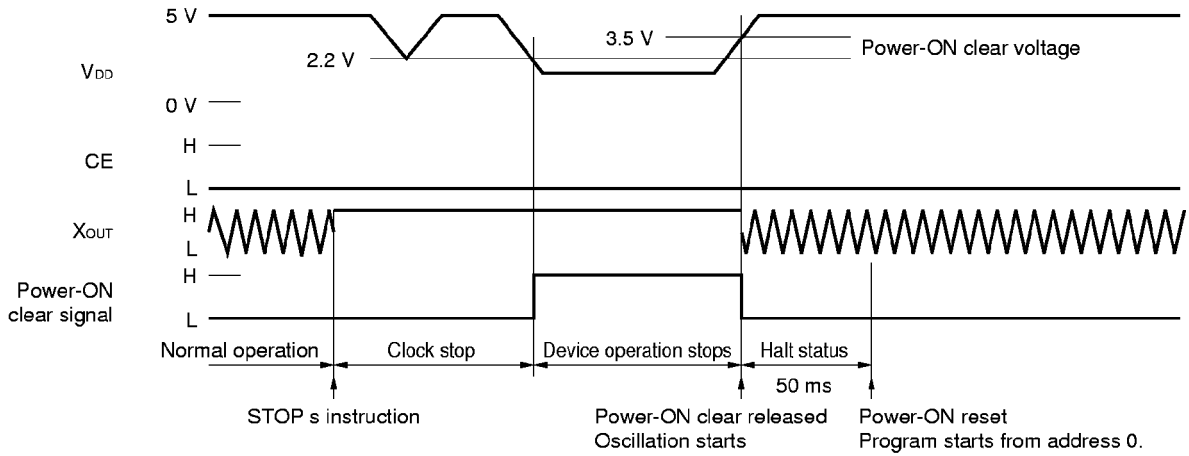 5 V
3.5 V
Power-ON clear voltage
2.2 V
VDD
0 V
H
CE
L
H
XOUT
L
H
Power-ON
clear signal
L
Normal operation
Clock stop
Device operation stops
Halt status
50 ms
STOP s instruction
Power-ON clear released
Oscillation starts
Power-ON reset
Program starts from address 0.